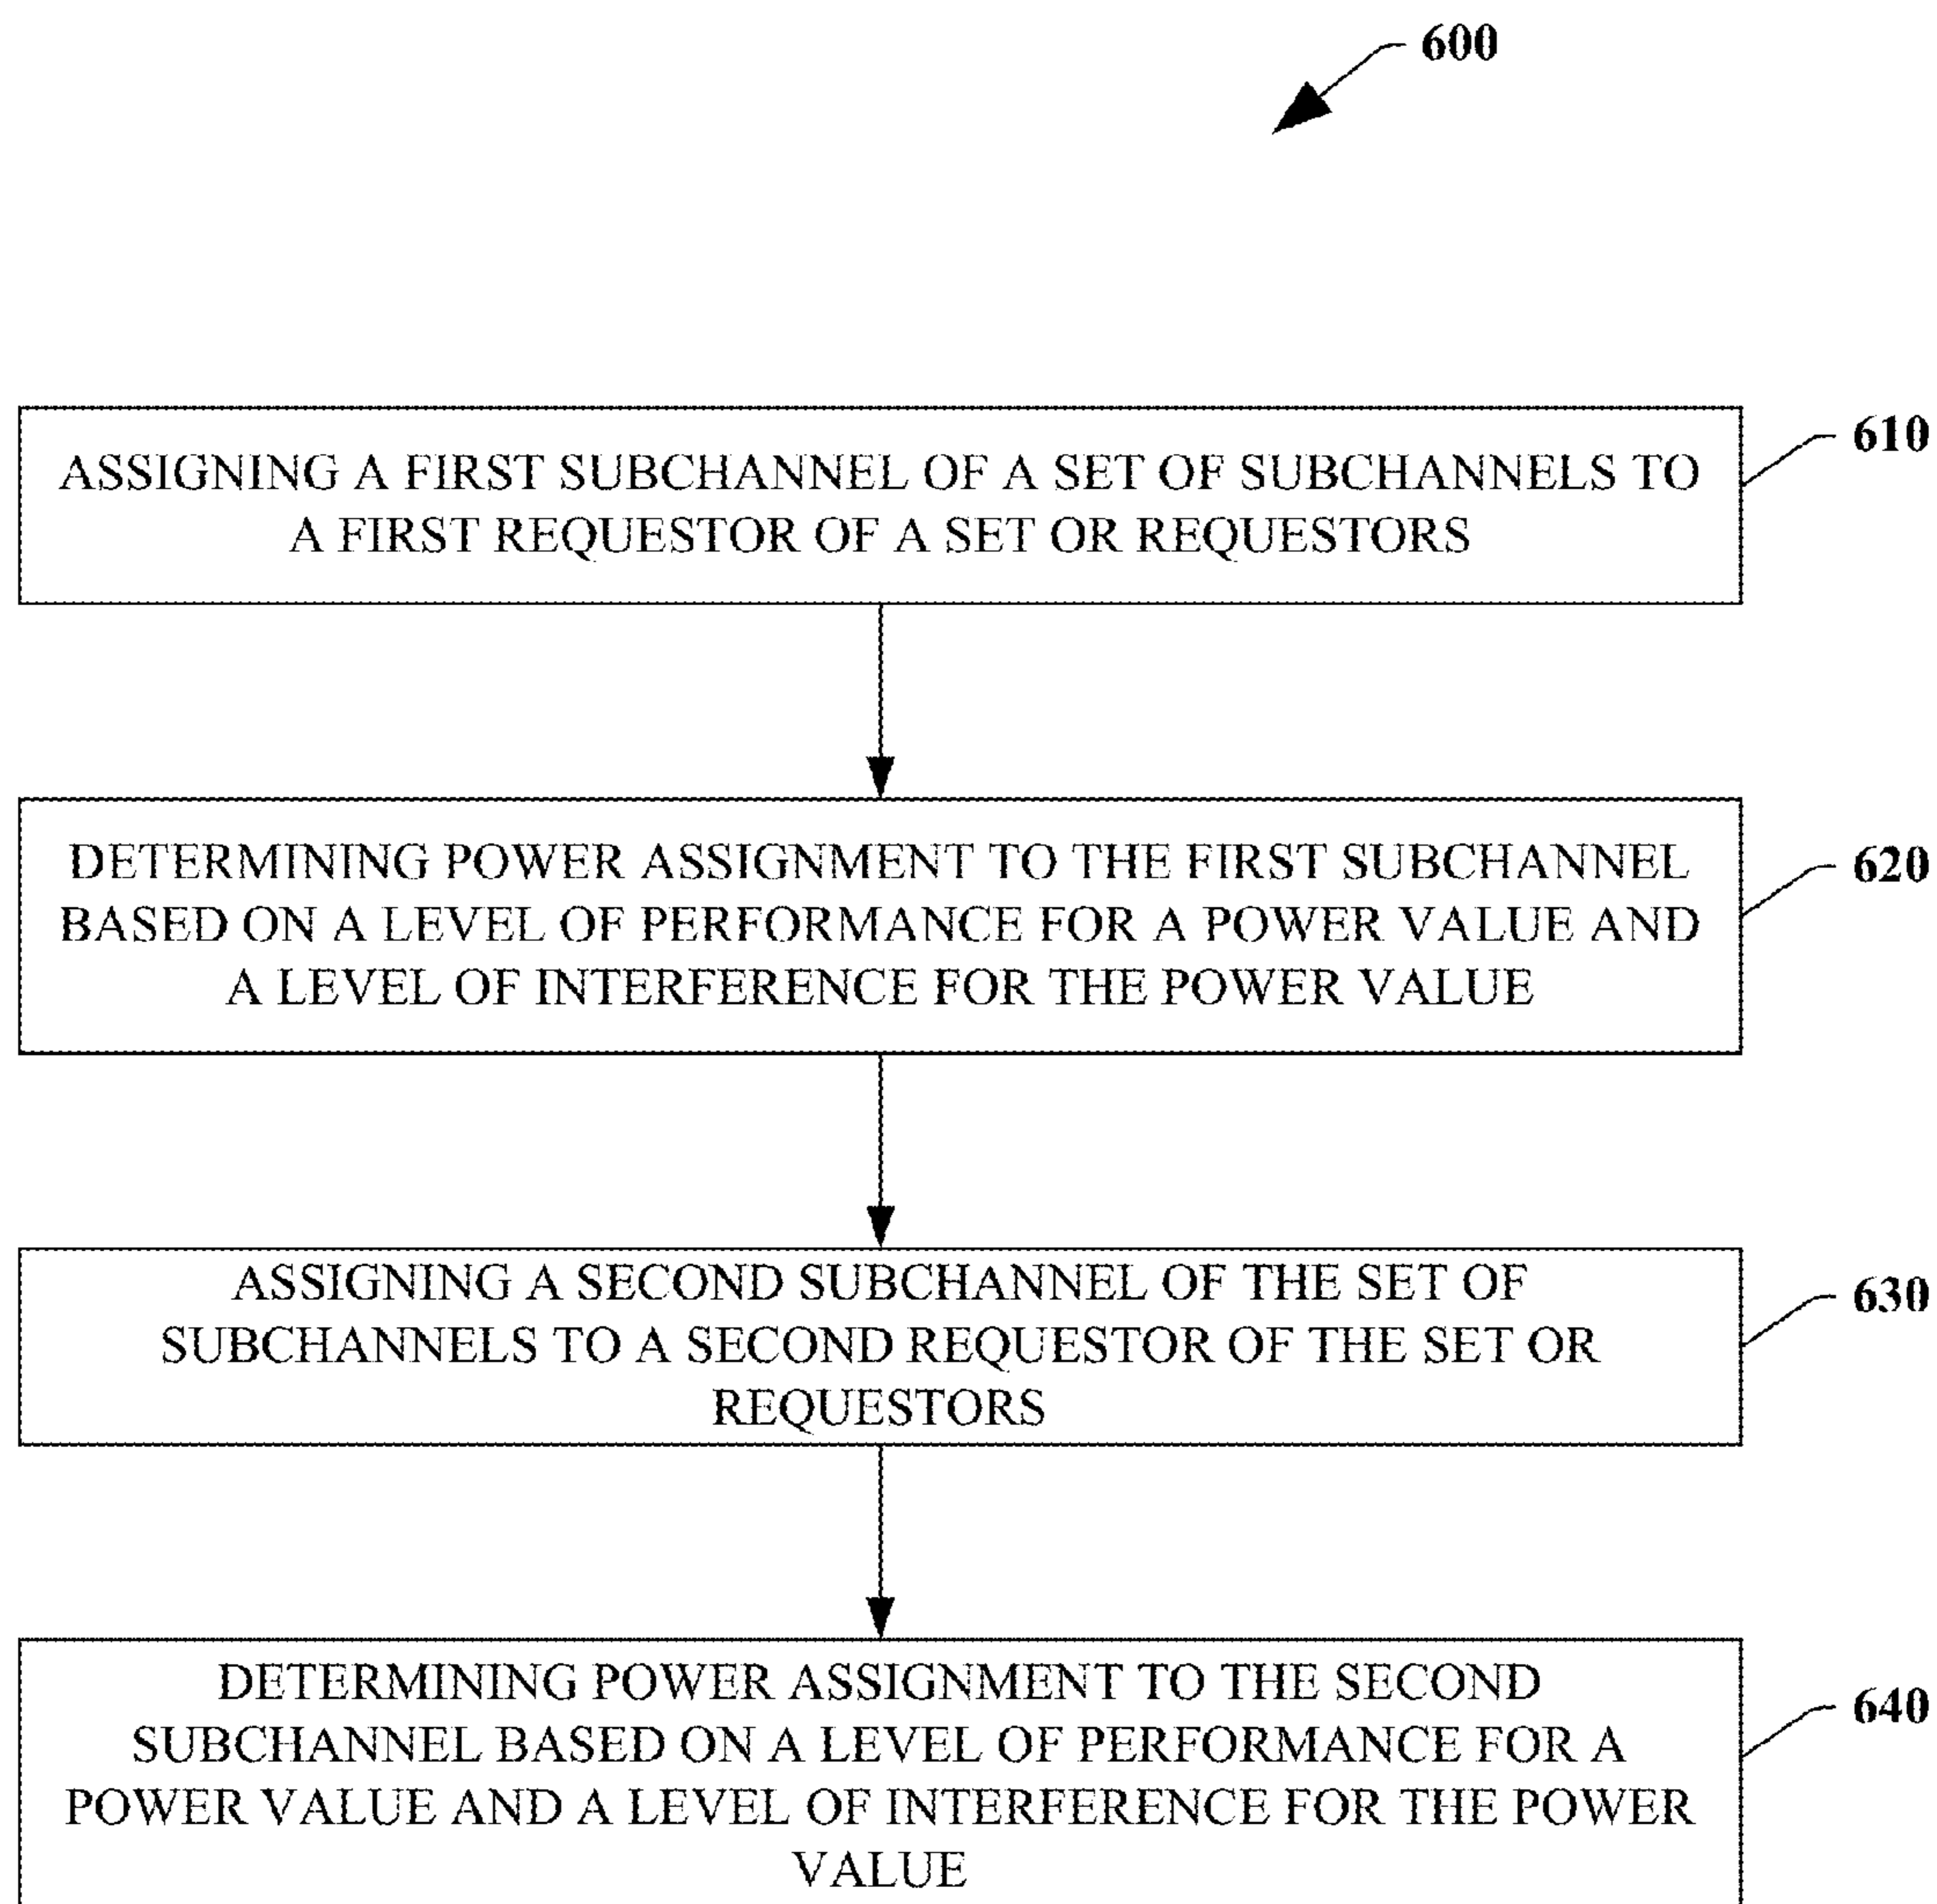 600
ASSIGNING A FIRST SUBCHANNEL OF A SET OF SUBCHANNELS TO
A FIRST REQUESTOR OF A SET OR REQUESTORS
610
DETERMINING POWER ASSIGNMENT TO THE FIRST SUBCHANNEL
BASED ON A LEVEL OF PERFORMANCE FOR A POWER VALUE AND
A LEVEL OF INTERFERENCE FOR THE POWER VALUE
620
ASSIGNING A SECOND SUBCHANNEL OF THE SET OF
SUBCHANNELS TO A SECOND REQUESTOR OF THE SET OR
REQUESTORS
630
DETERMINING POWER ASSIGNMENT TO THE SECOND
SUBCHANNEL BASED ON A LEVEL OF PERFORMANCE FOR A
POWER VALUE AND A LEVEL OF INTERFERENCE FOR THE POWER
VALUE
640